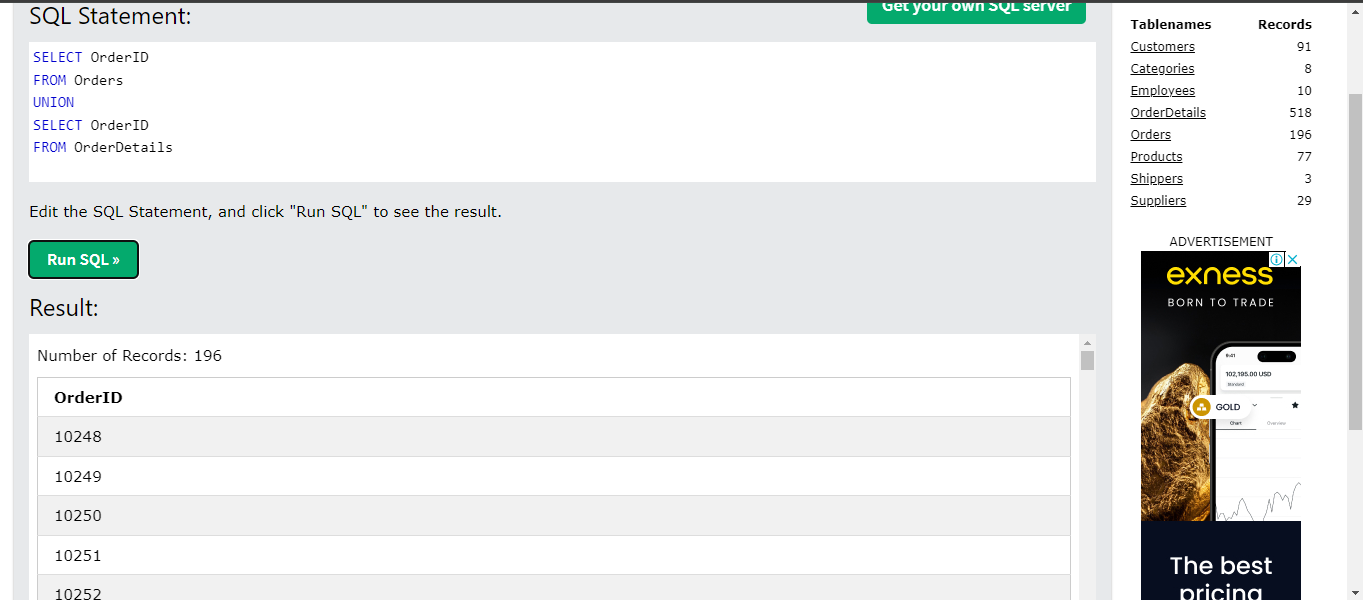 SQL Statement:
Get your own SQL server
SELECT OrderID
FROM Orders
UNION
SELECT OrderID
FROM OrderDetails
Edit the SQL Statement, and click "Run SQL" to see the result.
Run SQL »
Result:
Number of Records: 196
OrderID
10248
10249
10250
10251
10252
Tablenames Records
Customers 91
Categories 8
Employees 10
OrderDetails 518
Orders 196
Products 77
Shippers 3
Suppliers 29
ADVERTISEMENT
exness
BORN TO TRADE
9:41
102,195.00 USD
Standard
GOLD
Chart Overview
The best
pricing